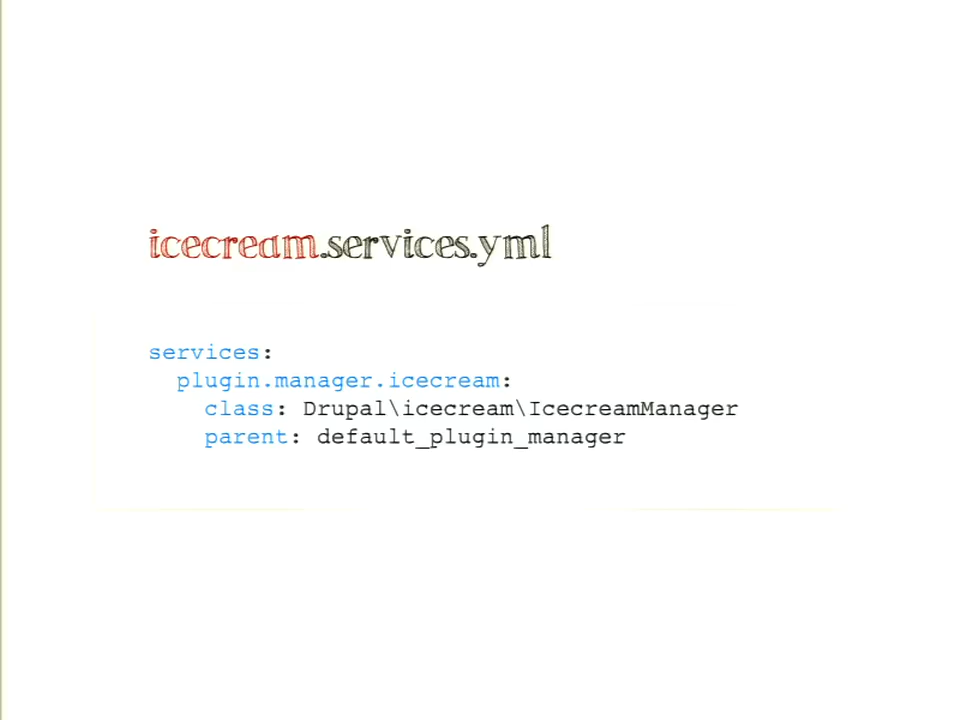 icecream.services.yml
services:
  plugin.manager.icecream:
    class: Drupal\icecream\IcecreamManager
    parent: default_plugin_manager